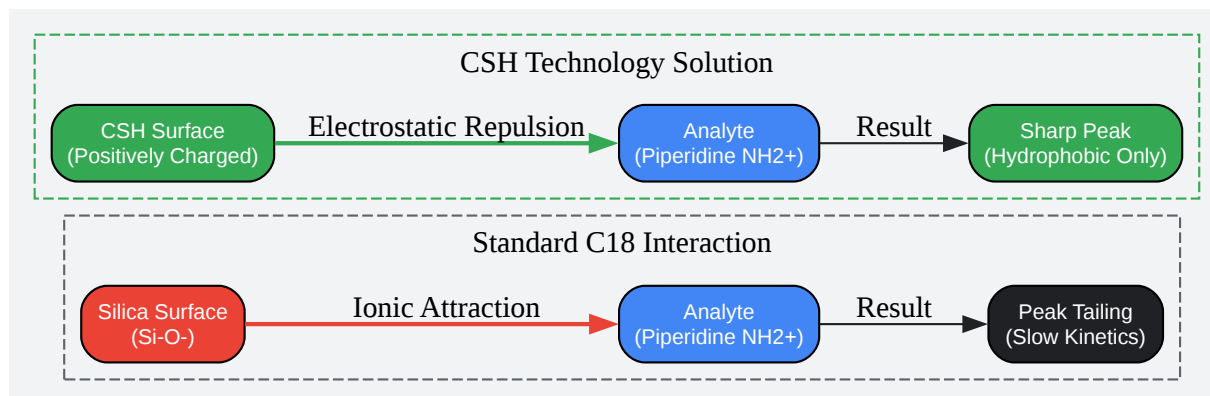 CSH Technology Solution
CSH Surface
(Positively Charged)
Electrostatic Repulsion
Analyte
(Piperidine NH2+)
Result
Sharp Peak
(Hydrophobic Only)
Standard C18 Interaction
Silica Surface
(Si-O-)
Ionic Attraction
Analyte
(Piperidine NH2+)
Result
Peak Tailing
(Slow Kinetics)